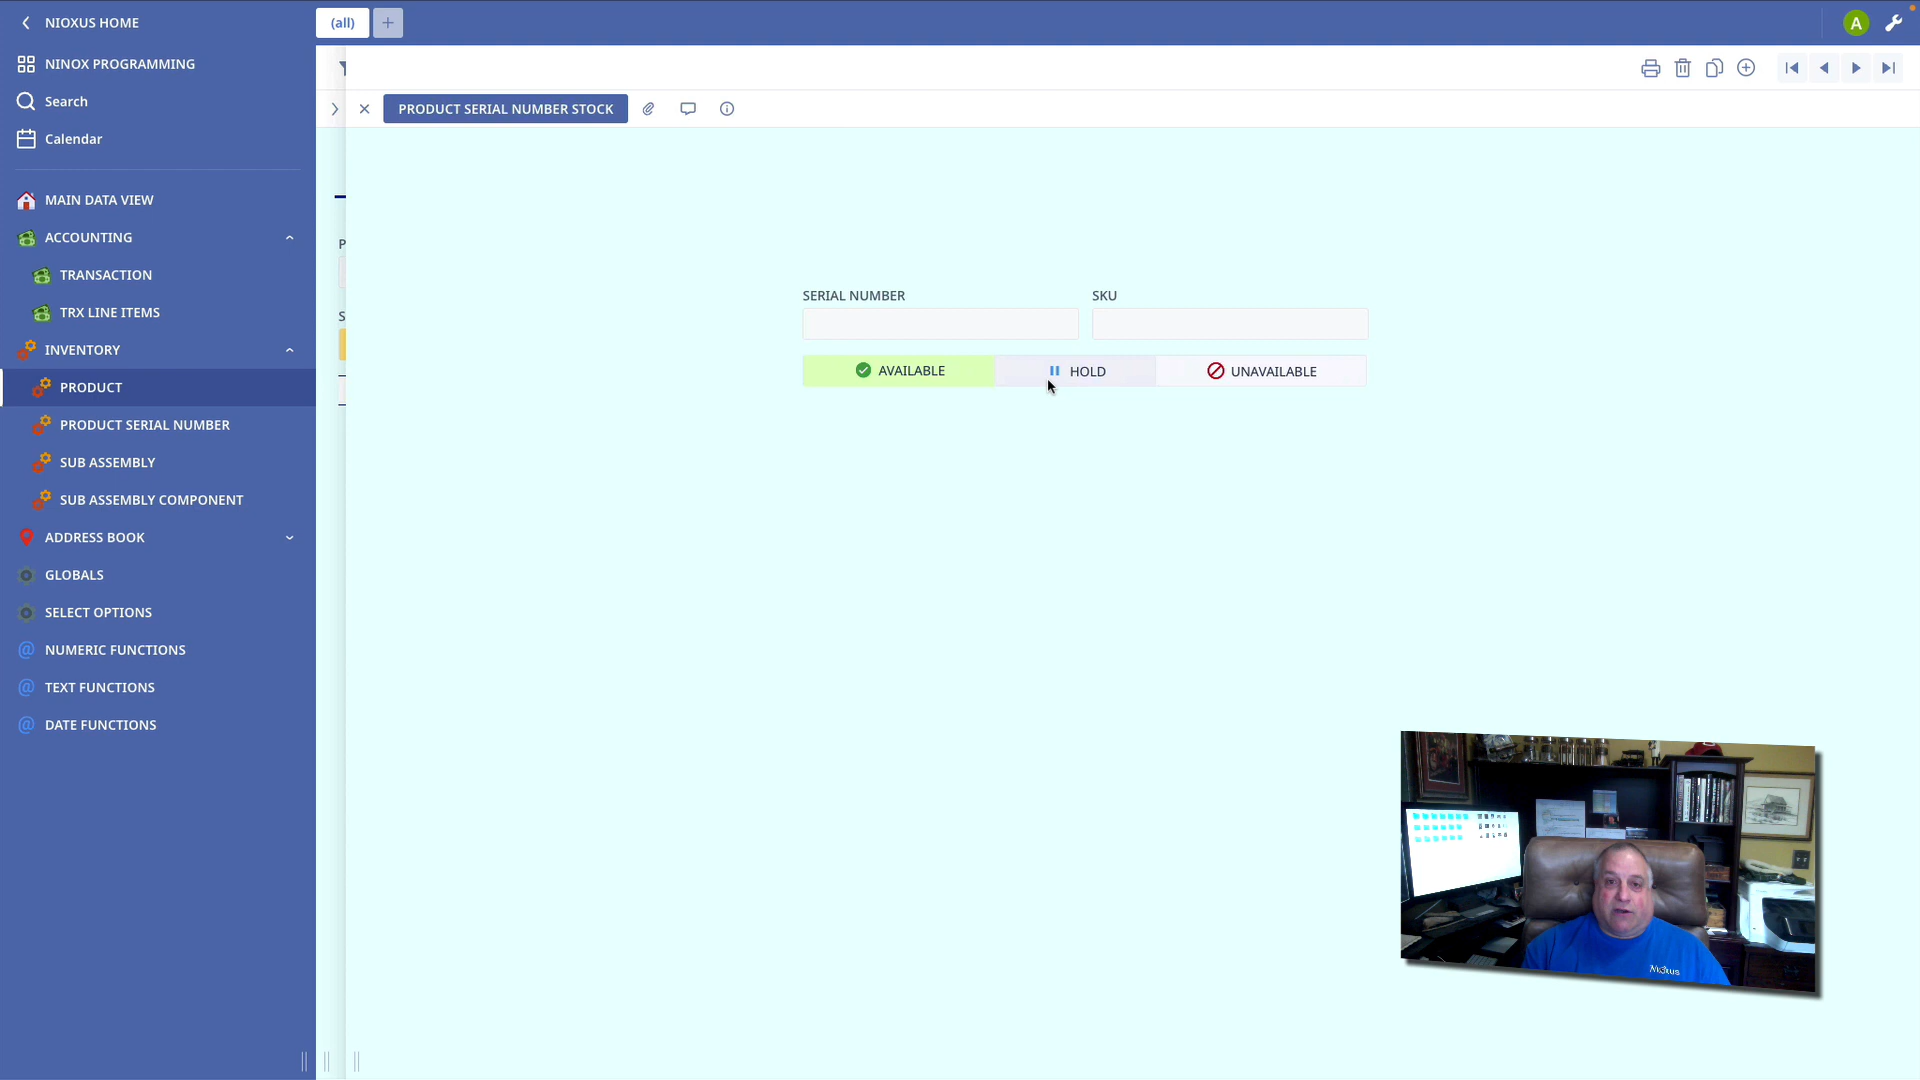 NIOXUS HOME
(all)
+
A
NINOX PROGRAMMING
Search
PRODUCT SERIAL NUMBER STOCK
Calendar
MAIN DATA VIEW
ACCOUNTING
P
TRANSACTION
SERIAL NUMBER
SKU
TRX LINE ITEMS
S
INVENTORY
AVAILABLE
HOLD
UNAVAILABLE
PRODUCT
PRODUCT SERIAL NUMBER
SUB ASSEMBLY
SUB ASSEMBLY COMPONENT
ADDRESS BOOK
GLOBALS
SELECT OPTIONS
@ NUMERIC FUNCTIONS
@ TEXT FUNCTIONS
@ DATE FUNCTIONS